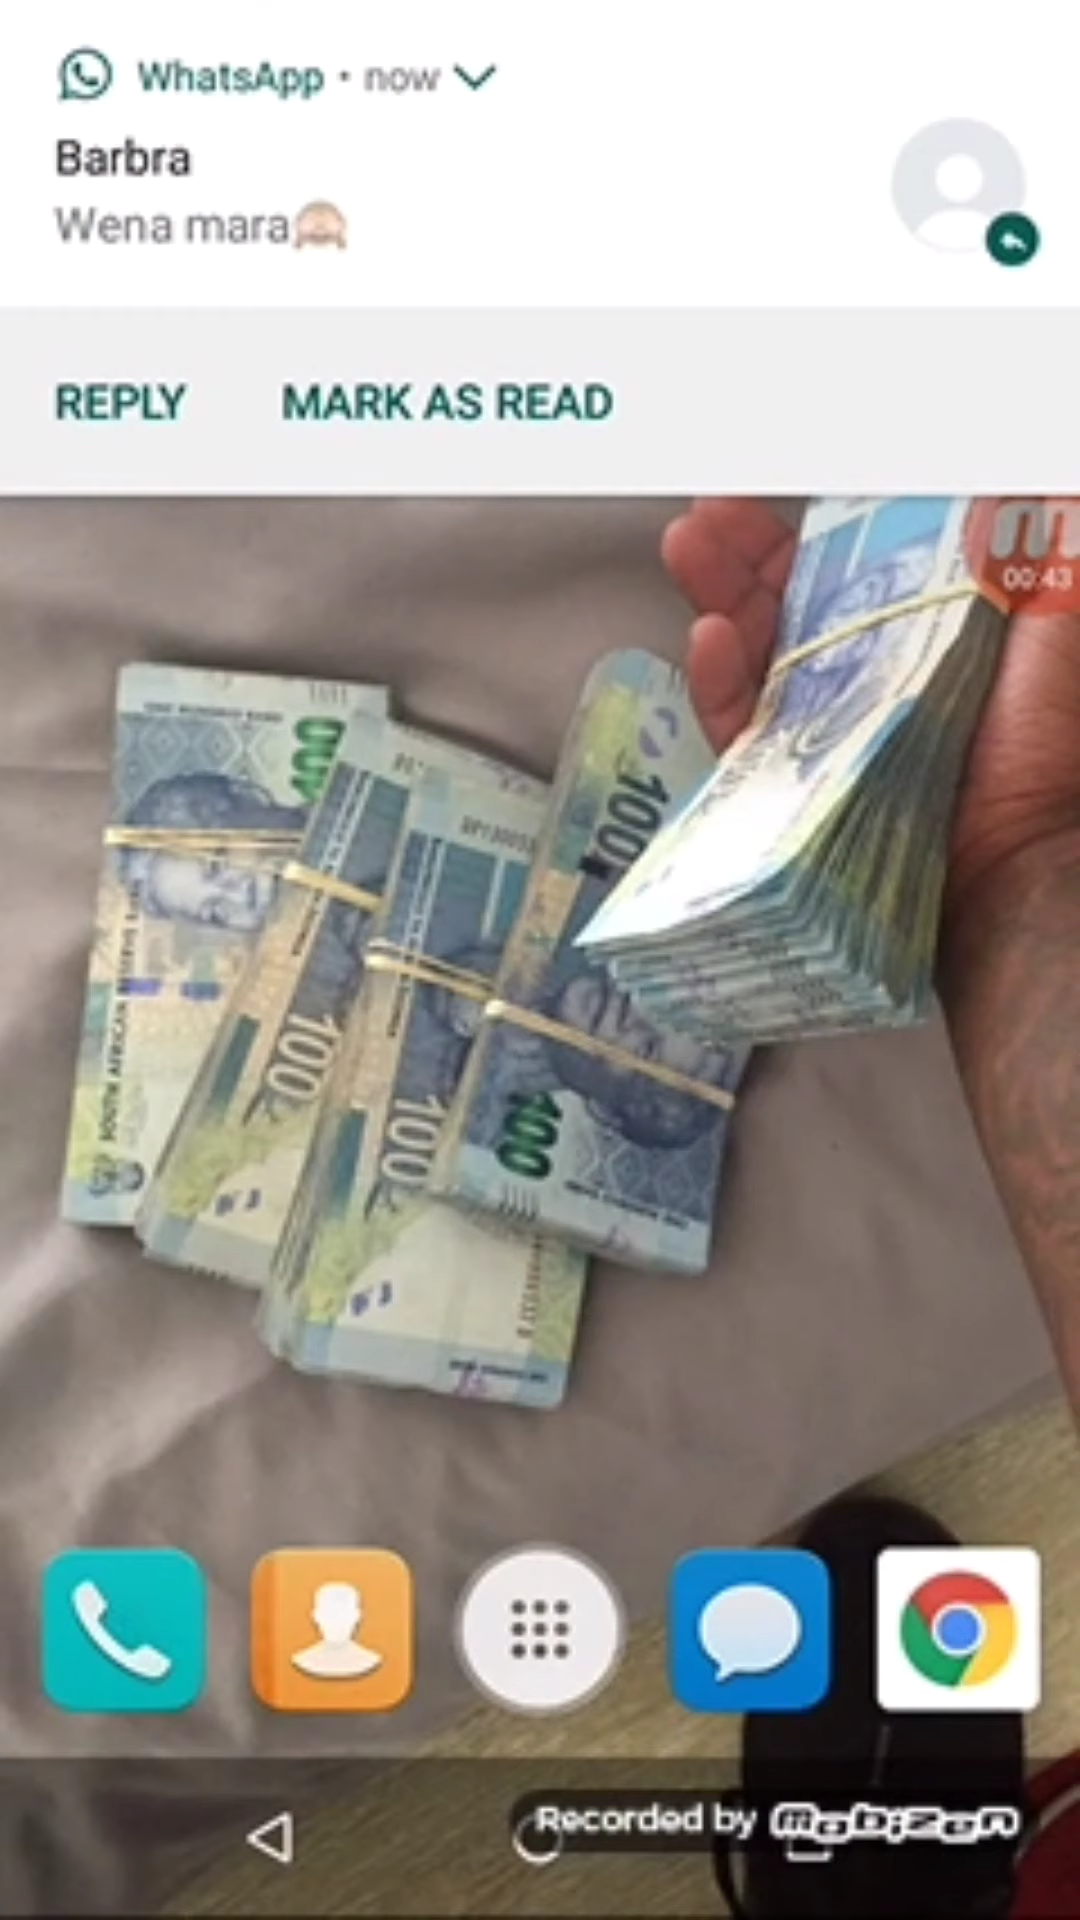 WhatsApp • now
Barbra
Wena mara🙈
REPLY MARK AS READ
00:43
100
100
SOUTH AFRICAN RESERVE
100
100
100
Recorded by mobizen